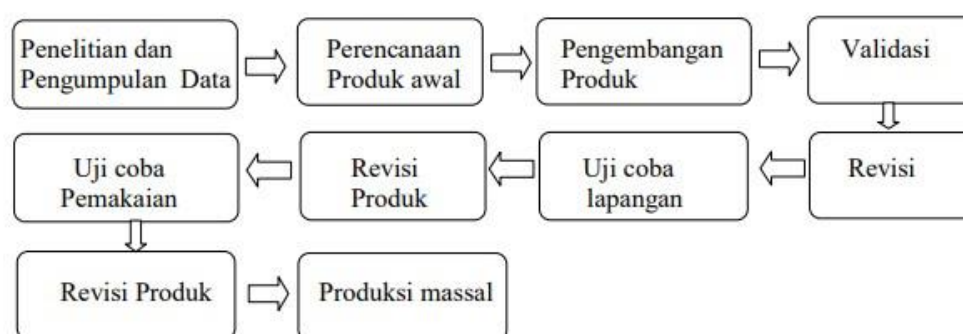 Penelitian dan
Pengumpulan Data
Perencanaan
Produk awal
Pengembangan
Produk
Validasi
Revisi
Uji coba
lapangan
Revisi
Produk
Uji coba
Pemakaian
Revisi Produk
Produksi massal